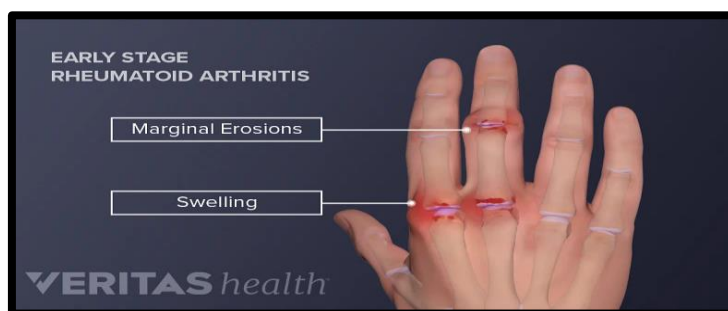 EARLY STAGE
RHEUMATOID ARTHRITIS
Marginal Erosions
Swelling
VERITAS health